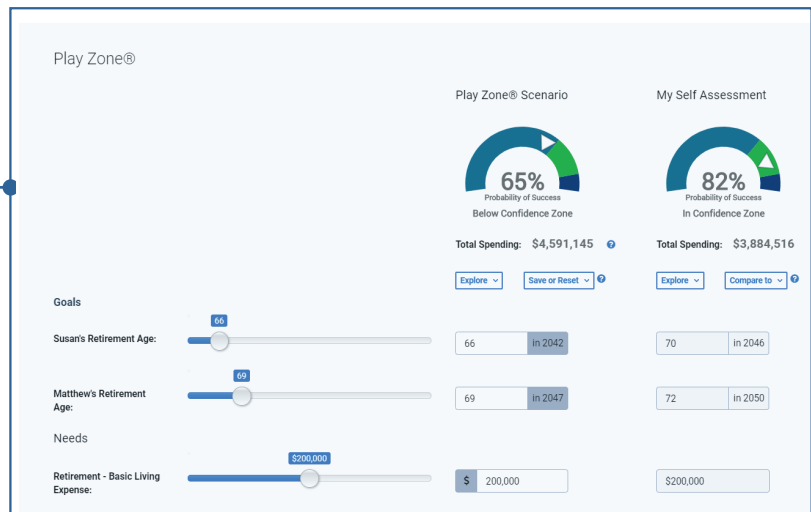 Play Zone®
Play Zone® Scenario
My Self Assessment
65%
Probability of Success
Below Confidence Zone
82%
Probability of Success
In Confidence Zone
Total Spending: $4,591,145 ?
Total Spending: $3,884,516
Explore Save or Reset ?
Explore Compare to ?
Goals
66
Susan's Retirement Age:
66 in 2042
70 in 2046
69
Matthew's Retirement
Age:
69 in 2047
72 in 2050
Needs
$200,000
Retirement - Basic Living
Expense:
$ 200,000
$200,000